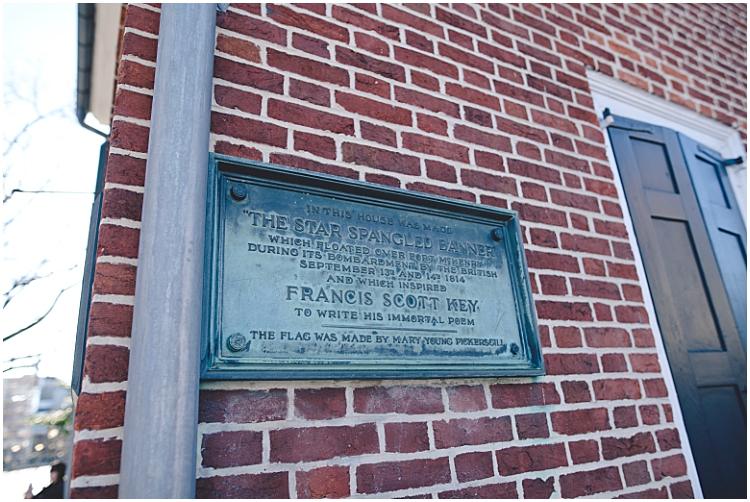 IN THIS HOUSE WAS MADE
"THE STAR SPANGLED BANNER"
WHICH FLOATED OVER FORT McHENRY
DURING ITS BOMBARDMENT BY THE BRITISH
SEPTEMBER 13TH AND 14TH 1814
AND WHICH INSPIRED
FRANCIS SCOTT KEY
TO WRITE HIS IMMORTAL POEM
THE FLAG WAS MADE BY MARY YOUNG PICKERSGILL